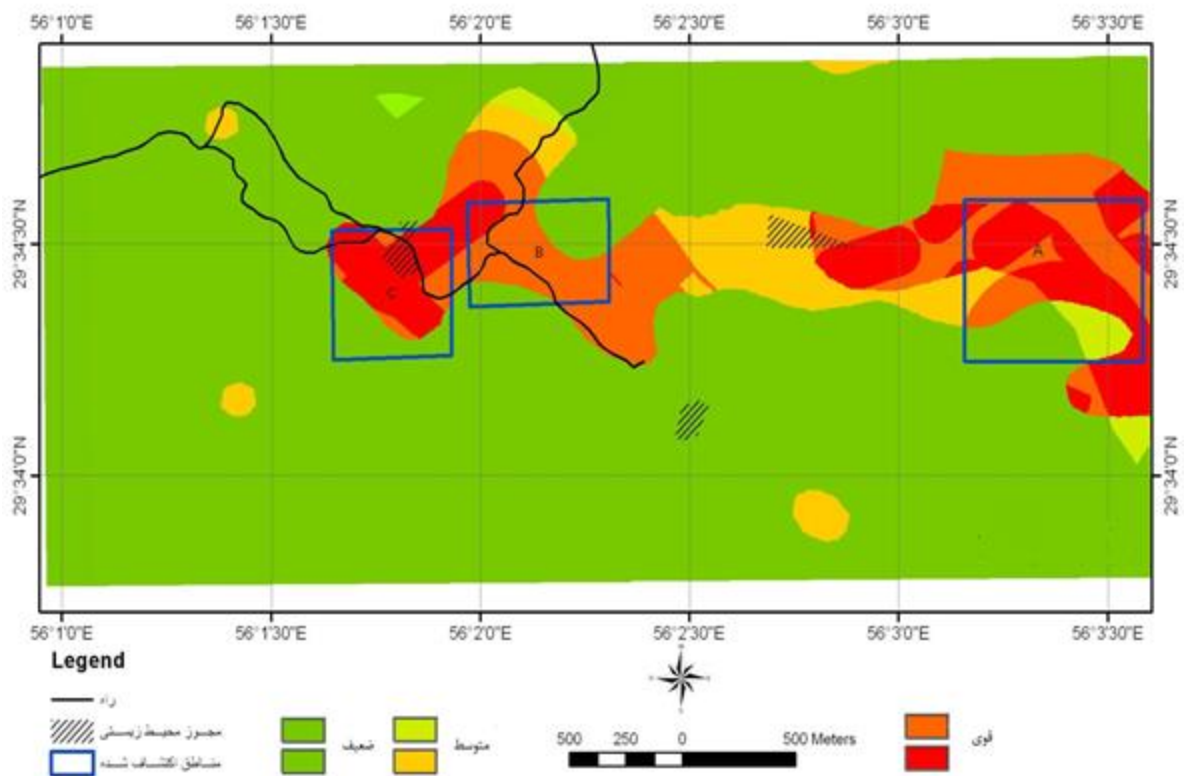 56°1'0"E 56°1'30"E 56°2'0"E 56°2'30"E 56°3'0"E 56°3'30"E
29°34'30"N 29°34'30"N
B
A
C
29°34'0"N 29°34'0"N
56°1'0"E 56°1'30"E 56°2'0"E 56°2'30"E 56°3'0"E 56°3'30"E
Legend
راه
مجوز محیط زیستی
مناطق اکتشاف شده
ضعیف
متوسط
500 250 0 500 Meters
قوی